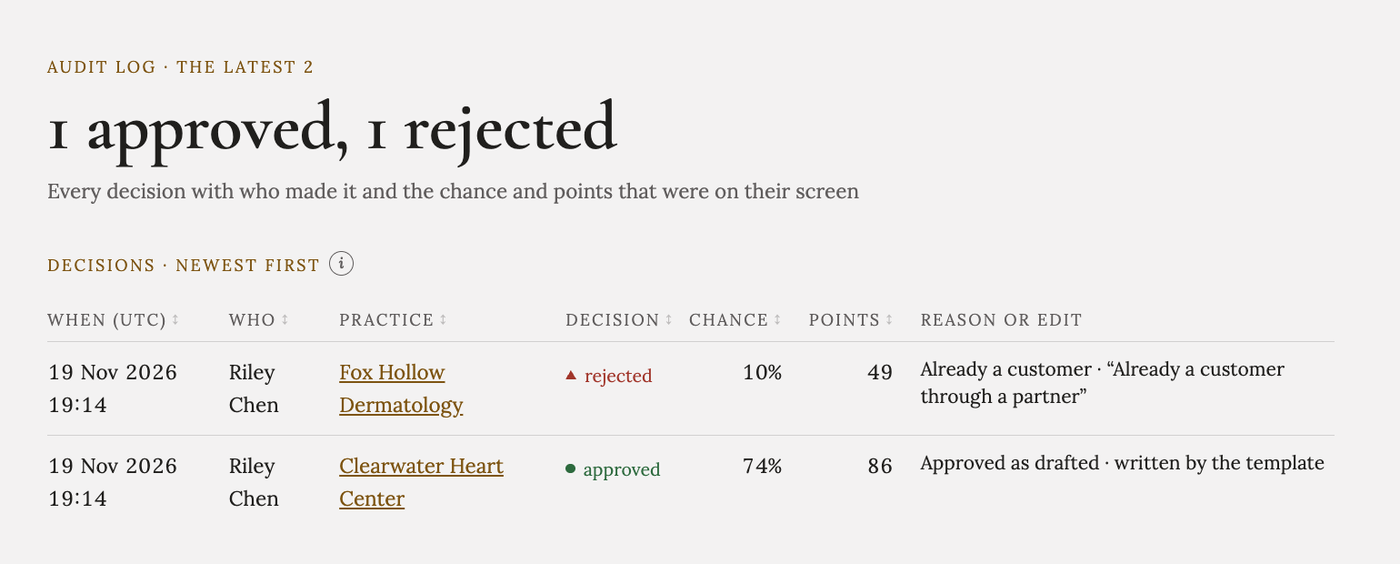 AUDIT LOG · THE LATEST 2
1 approved, 1 rejected
Every decision with who made it and the chance and points that were on their screen
DECISIONS · NEWEST FIRST i
WHEN (UTC) ↕ WHO ↕ PRACTICE ↕ DECISION ↕ CHANCE ↕ POINTS ↕ REASON OR EDIT
19 Nov 2026 Riley Fox Hollow ▲ rejected 10% 49 Already a customer · “Already a customer
19:14 Chen Dermatology through a partner”
19 Nov 2026 Riley Clearwater Heart ● approved 74% 86 Approved as drafted · written by the template
19:14 Chen Center